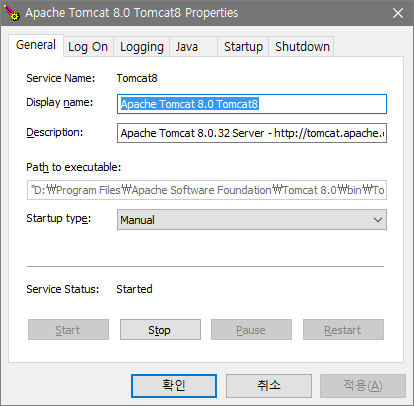 Apache Tomcat 8.0 Tomcat8 Properties
General Log On Logging Java Startup Shutdown
Service Name: Tomcat8
Display name: Apache Tomcat 8.0 Tomcat8
Description: Apache Tomcat 8.0.32 Server - http://tomcat.apache.o
Path to executable:
"D:₩Program Files₩Apache Software Foundation₩Tomcat 8.0₩bin₩To
Startup type: Manual
Service Status: Started
Start Stop Pause Restart
확인 취소 적용(A)